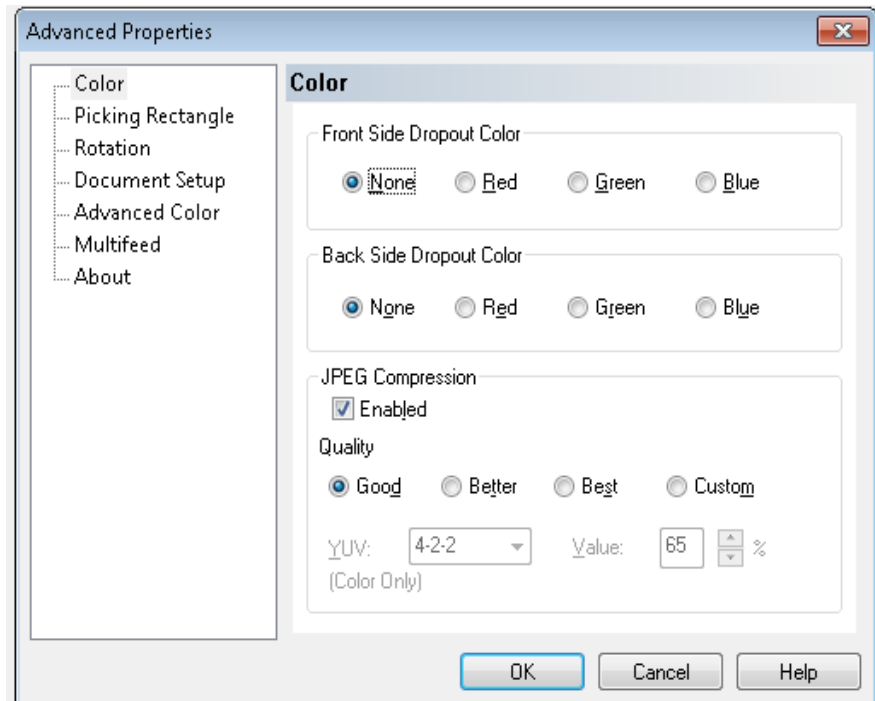 Advanced Properties
Color
Picking Rectangle
Rotation
Document Setup
Advanced Color
Multifeed
About
Color
Front Side Dropout Color
None Red Green Blue
Back Side Dropout Color
None Red Green Blue
JPEG Compression
Enabled
Quality
Good Better Best Custom
YUV: 4-2-2 Value: 65 %
(Color Only)
OK Cancel Help